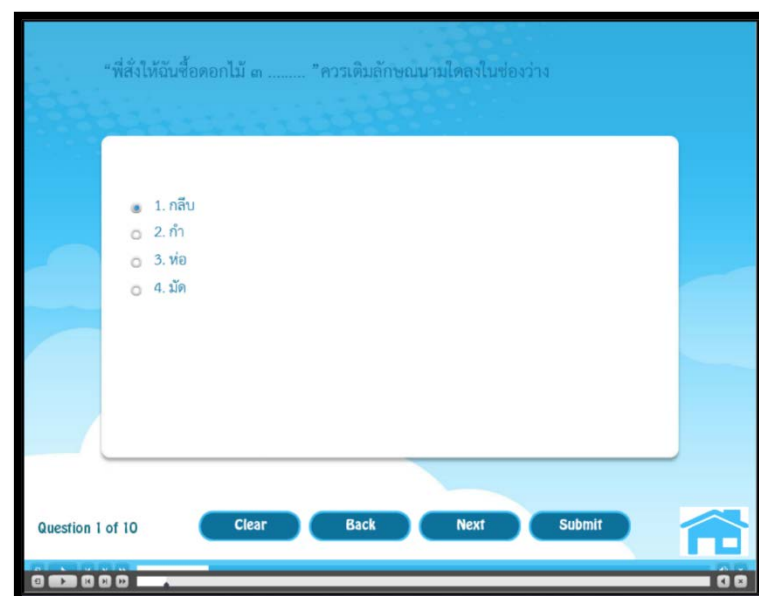 “พี่สั่งให้ฉันซื้อดอกไม้ ๓ ......... ”ควรเติมลักษณนามใดลงในช่องว่าง
1. กลีบ
2. กำ
3. ห่อ
4. มัด
Question 1 of 10
Clear
Back
Next
Submit